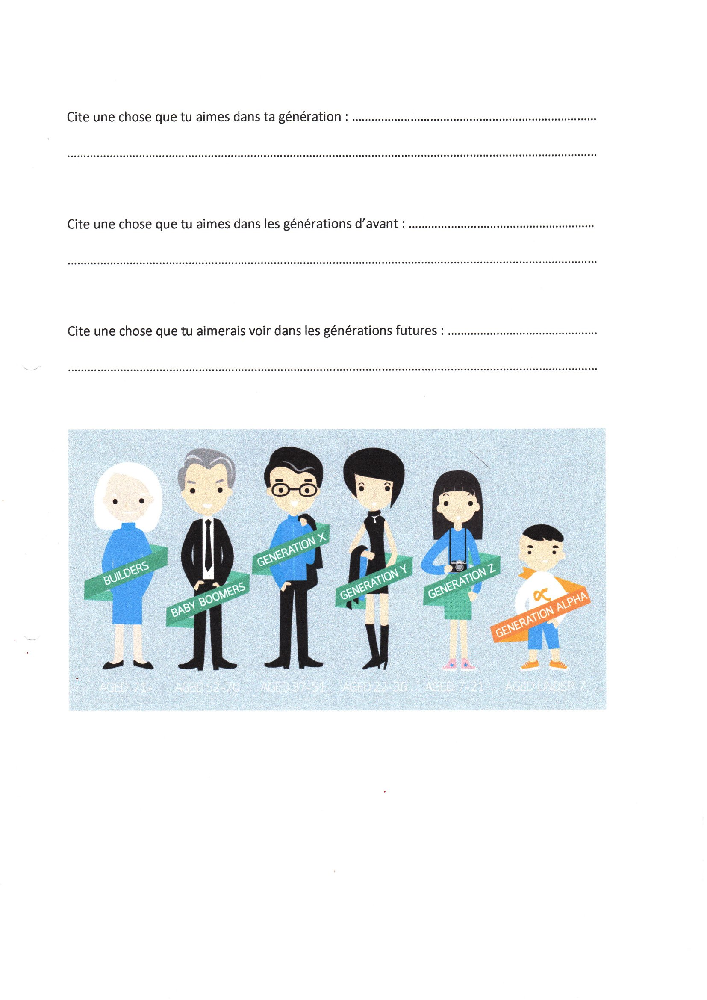 Cite une chose que tu aimes dans ta génération : ...........................................................................
..................................................................................................................................................................
Cite une chose que tu aimes dans les générations d'avant : .........................................................
..................................................................................................................................................................
Cite une chose que tu aimerais voir dans les générations futures : ..............................................
..................................................................................................................................................................
BUILDERS
BABY BOOMERS
GENERATION X
GENERATION Y
GENERATION Z
∝
GENERATION ALPHA
AGED 71+ AGED 52-70 AGED 37-51 AGED 22-36 AGED 7-21 AGED UNDER 7